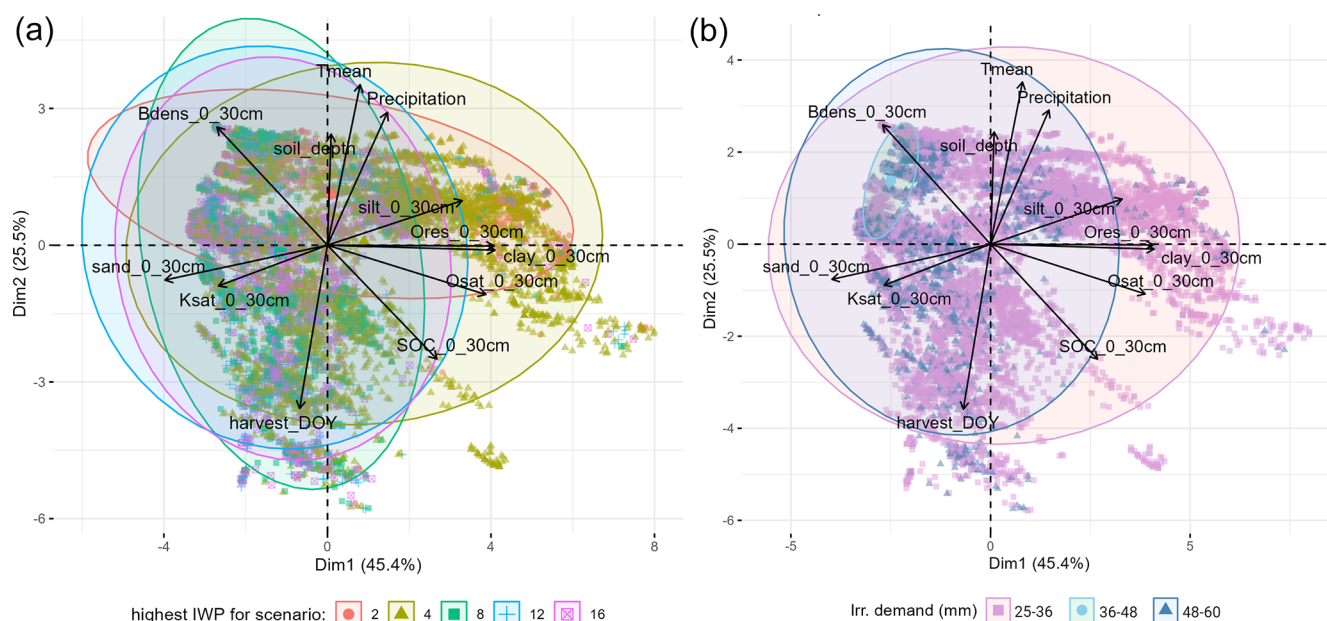 (a)
Tmean
Precipitation
Bdens_0_30cm
soil_depth
silt_0_30cm
Ores_0_30cm
clay_0_30cm
sand_0_30cm
Osat_0_30cm
Ksat_0_30cm
SOC_0_30cm
harvest_DOY
3
0
-3
-6
Dim2 (25.5%)
-4
0
4
8
Dim1 (45.4%)
highest IWP for scenario: 2 4 8 12 16
(b)
Tmean
Precipitation
Bdens_0_30cm
soil_depth
silt_0_30cm
Ores_0_30cm
clay_0_30cm
sand_0_30cm
Osat_0_30cm
Ksat_0_30cm
SOC_0_30cm
harvest_DOY
4
2
0
-2
-4
-6
Dim2 (25.5%)
-5
0
5
Dim1 (45.4%)
Irr. demand (mm) 25-36 36-48 48-60